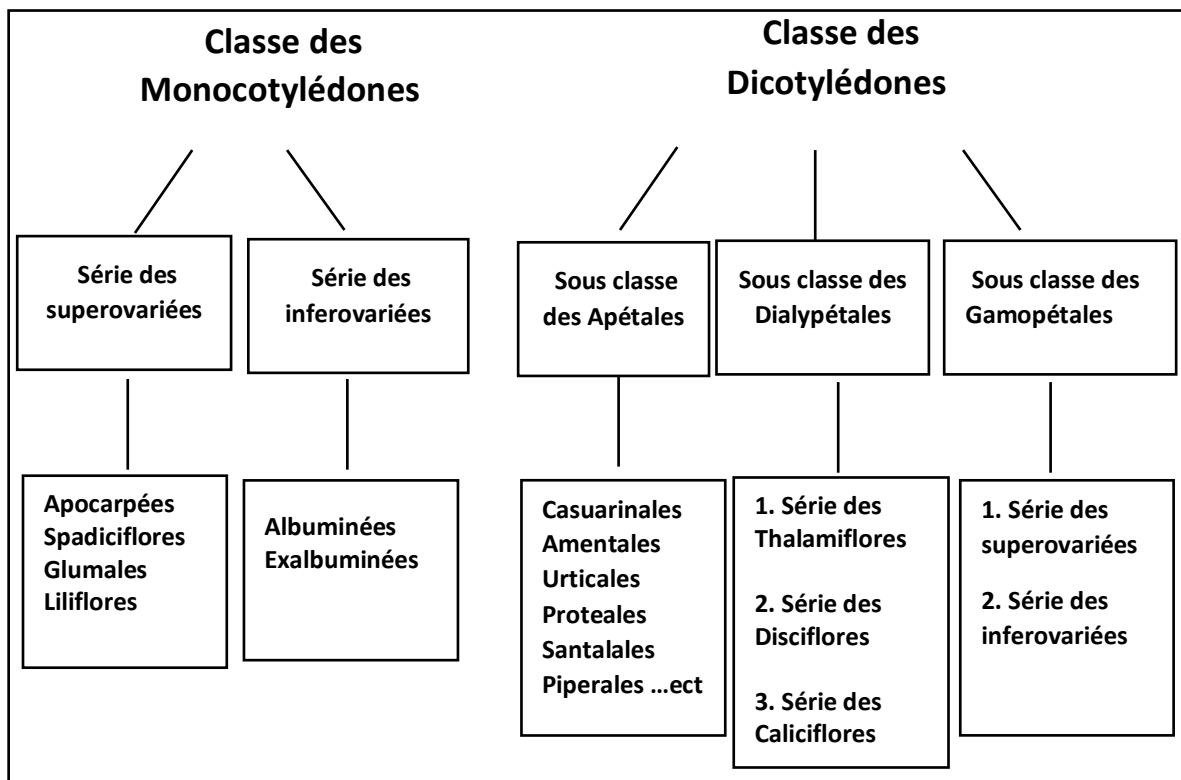 Classe des
Monocotylédones
Classe des
Dicotylédones
Série des
superovariées
Série des
inferovariées
Sous classe
des Apétales
Sous classe des
Dialypétales
Sous classe des
Gamopétales
Apocarpées
Spadiciflores
Glumales
Liliflores
Albuminées
Exalbuminées
Casuarinales
Amentales
Urticales
Proteales
Santalales
Piperales ...ect
1. Série des
Thalamiflores
2. Série des
Disciflores
3. Série des
Caliciflores
1. Série des
superovariées
2. Série des
inferovariées